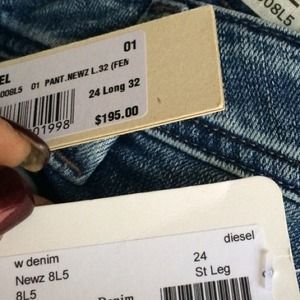 008L5
EL
01
008L5 01 PANT.NEWZ L.32 (FEM
24 Long 32
$195.00
01998
diesel
w denim 24
Newz 8L5 St Leg
8L5
Denim